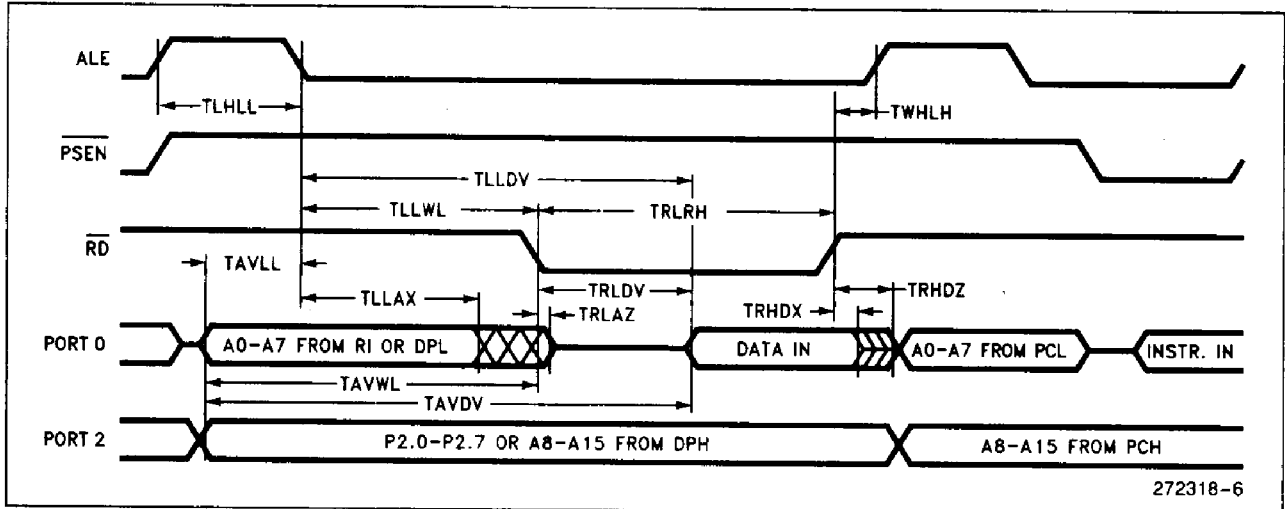 ALE
TLHLL
TWHLH
PSEN
TLLDV
TLLWL
TRLRH
RD
TAVLL
TLLAX
TRLDV
TRHDX
TRHDZ
TRLAZ
PORT 0
A0-A7 FROM RI OR DPL
DATA IN
A0-A7 FROM PCL
INSTR. IN
TAVWL
TAVDV
PORT 2
P2.0-P2.7 OR A8-A15 FROM DPH
A8-A15 FROM PCH
272318-6